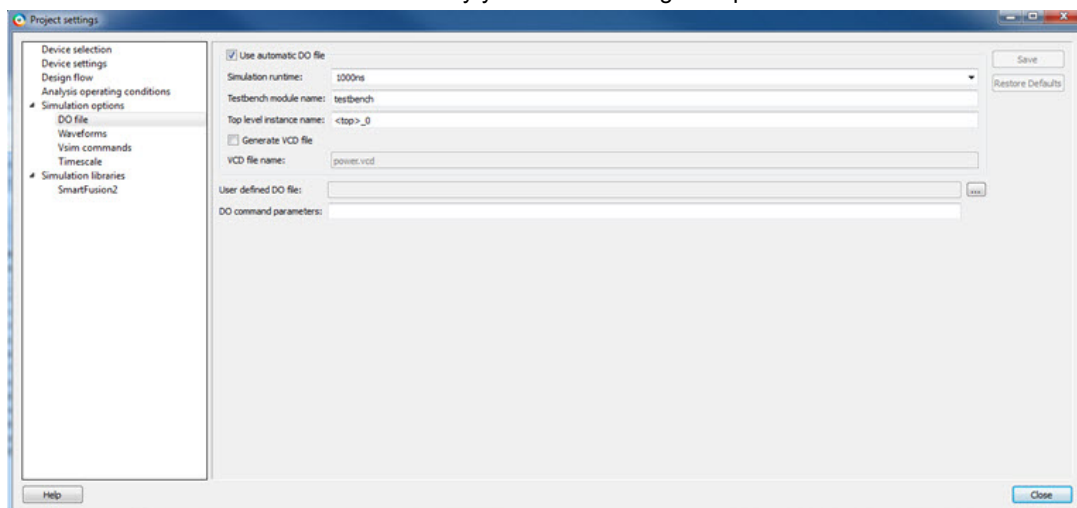 Project settings
Device selection
Device settings
Design flow
Analysis operating conditions
Simulation options
DO file
Waveforms
Vsim commands
Timescale
Simulation libraries
SmartFusion2
Use automatic DO file
Simulation runtime: 1000ns
Testbench module name: testbench
Top level instance name: <top>_0
Generate VCD file
VCD file name: power.vcd
User defined DO file: ...
DO command parameters:
Save
Restore Defaults
Help
Close